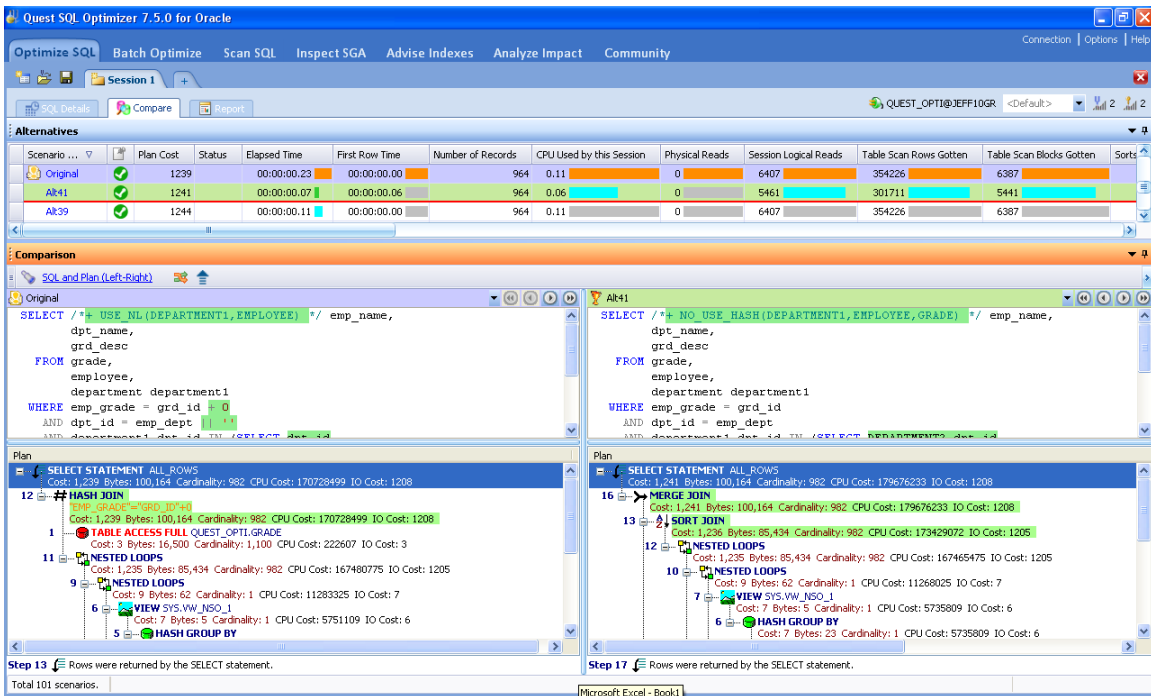 Quest SQL Optimizer 7.5.0 for Oracle
Optimize SQL Batch Optimize Scan SQL Inspect SGA Advise Indexes Analyze Impact Community
Connection | Options | Help
Session 1 +
SQL Details Compare Report
QUEST_OPTI@JEFF10GR <Default> 2 2
Alternatives
Scenario ... Plan Cost Status Elapsed Time First Row Time Number of Records CPU Used by this Session Physical Reads Session Logical Reads Table Scan Rows Gotten Table Scan Blocks Gotten Sorts
Original 1239 00:00:00.23 00:00:00.00 964 0.11 0 6407 354226 6387
Alt41 1241 00:00:00.07 00:00:00.06 964 0.06 0 5461 301711 5441
Alt39 1244 00:00:00.11 00:00:00.00 964 0.11 0 6407 354226 6387
Comparison
SQL and Plan (Left-Right)
Original
SELECT /*+ USE_NL(DEPARTMENT1,EMPLOYEE) */ emp_name,
dpt_name,
grd_desc
FROM grade,
employee,
department department1
WHERE emp_grade = grd_id + 0
AND dpt_id = emp_dept || ''
AND department1.dpt_id IN (SELECT dpt_id
Plan
SELECT STATEMENT ALL_ROWS
Cost: 1,239 Bytes: 100,164 Cardinality: 982 CPU Cost: 170728499 IO Cost: 1208
12 HASH JOIN
"EMP_GRADE"="GRD_ID"+0
Cost: 1,239 Bytes: 100,164 Cardinality: 982 CPU Cost: 170728499 IO Cost: 1208
1 TABLE ACCESS FULL QUEST_OPTI.GRADE
Cost: 3 Bytes: 16,500 Cardinality: 1,100 CPU Cost: 222607 IO Cost: 3
11 NESTED LOOPS
Cost: 1,235 Bytes: 85,434 Cardinality: 982 CPU Cost: 167480775 IO Cost: 1205
9 NESTED LOOPS
Cost: 9 Bytes: 62 Cardinality: 1 CPU Cost: 11283325 IO Cost: 7
6 VIEW SYS.VW_NSO_1
Cost: 7 Bytes: 5 Cardinality: 1 CPU Cost: 5751109 IO Cost: 6
5 HASH GROUP BY
Step 13 Rows were returned by the SELECT statement.
Alt41
SELECT /*+ NO_USE_HASH(DEPARTMENT1,EMPLOYEE,GRADE) */ emp_name,
dpt_name,
grd_desc
FROM grade,
employee,
department department1
WHERE emp_grade = grd_id
AND dpt_id = emp_dept
AND department1.dpt_id IN (SELECT DEPARTMENT2.dpt_id
Plan
SELECT STATEMENT ALL_ROWS
Cost: 1,241 Bytes: 100,164 Cardinality: 982 CPU Cost: 179676233 IO Cost: 1208
16 MERGE JOIN
Cost: 1,241 Bytes: 100,164 Cardinality: 982 CPU Cost: 179676233 IO Cost: 1208
13 SORT JOIN
Cost: 1,236 Bytes: 85,434 Cardinality: 982 CPU Cost: 173429072 IO Cost: 1205
12 NESTED LOOPS
Cost: 1,235 Bytes: 85,434 Cardinality: 982 CPU Cost: 167465475 IO Cost: 1205
10 NESTED LOOPS
Cost: 9 Bytes: 62 Cardinality: 1 CPU Cost: 11268025 IO Cost: 7
7 VIEW SYS.VW_NSO_1
Cost: 7 Bytes: 5 Cardinality: 1 CPU Cost: 5735809 IO Cost: 6
6 HASH GROUP BY
Cost: 7 Bytes: 23 Cardinality: 1 CPU Cost: 5735809 IO Cost: 6
Step 17 Rows were returned by the SELECT statement.
Total 101 scenarios.
Microsoft Excel - Book1